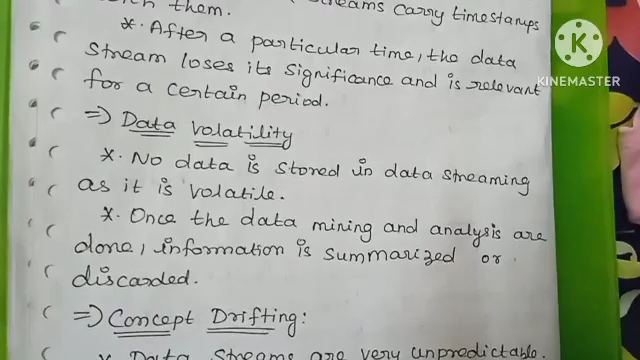 them. streams carry timestamps
*. After a particular time, the data
stream loses its significance and is relevant
for a certain period.
=> Data Volatility
*. No data is stored in data streaming
as it is volatile.
*. Once the data mining and analysis are
done, information is summarized or
discarded.
=> Concept Drifting:
* Data streams are very unpredictable.
KINEMASTER